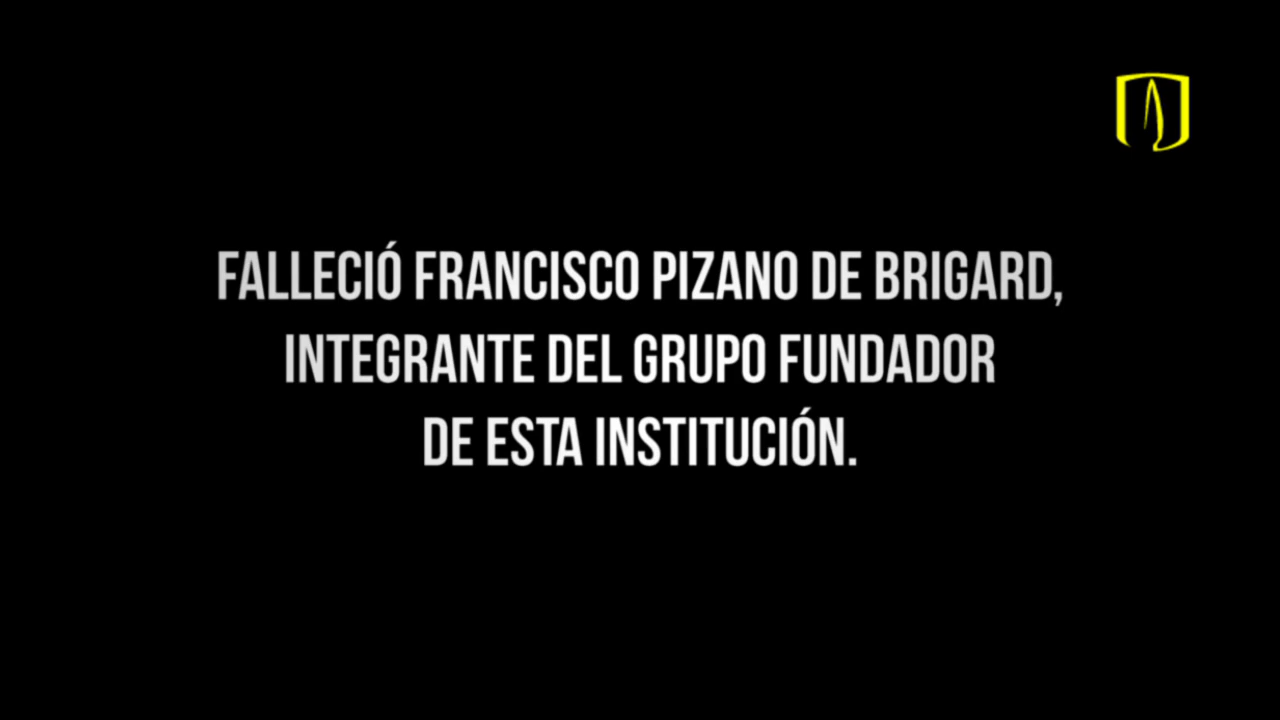 FALLECIÓ FRANCISCO PIZANO DE BRIGARD,
INTEGRANTE DEL GRUPO FUNDADOR
DE ESTA INSTITUCIÓN.